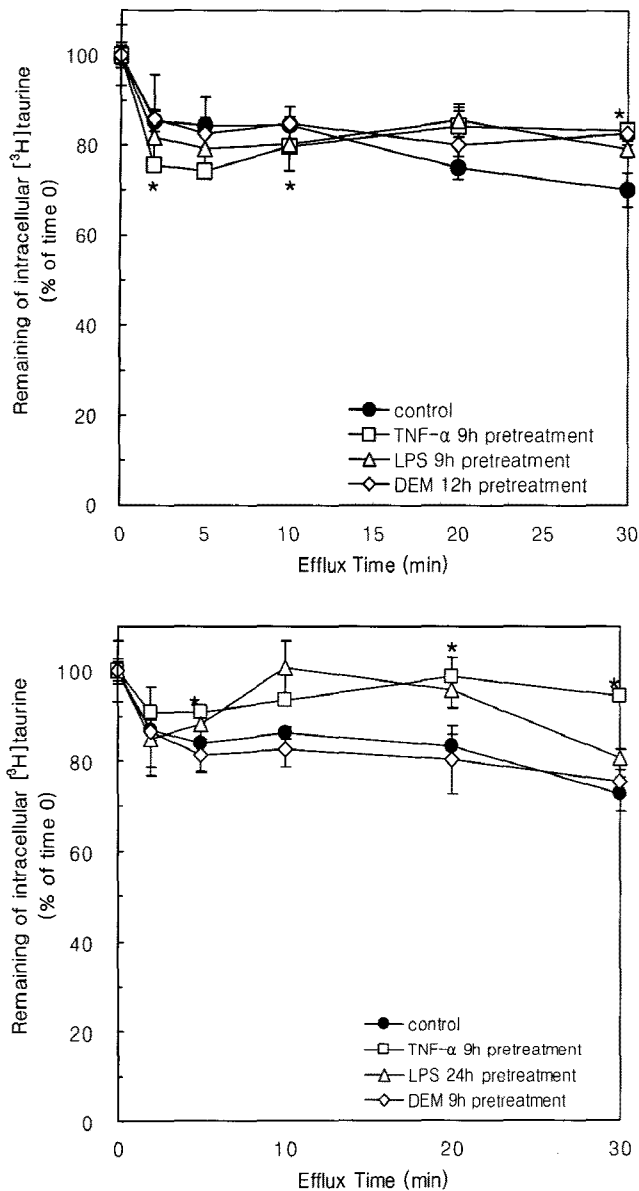 Remaining of intracellular [³H]taurine
(% of time 0)
100
80
60
40
20
0
*
*
*
control
TNF-α 9h pretreatment
LPS 9h pretreatment
DEM 12h pretreatment
0 5 10 15 20 25 30
Efflux Time (min)
Remaining of intracellular [³H]taurine
(% of time 0)
100
80
60
40
20
0
*
*
*
control
TNF-α 9h pretreatment
LPS 24h pretreatment
DEM 9h pretreatment
0 10 20 30
Efflux Time (min)